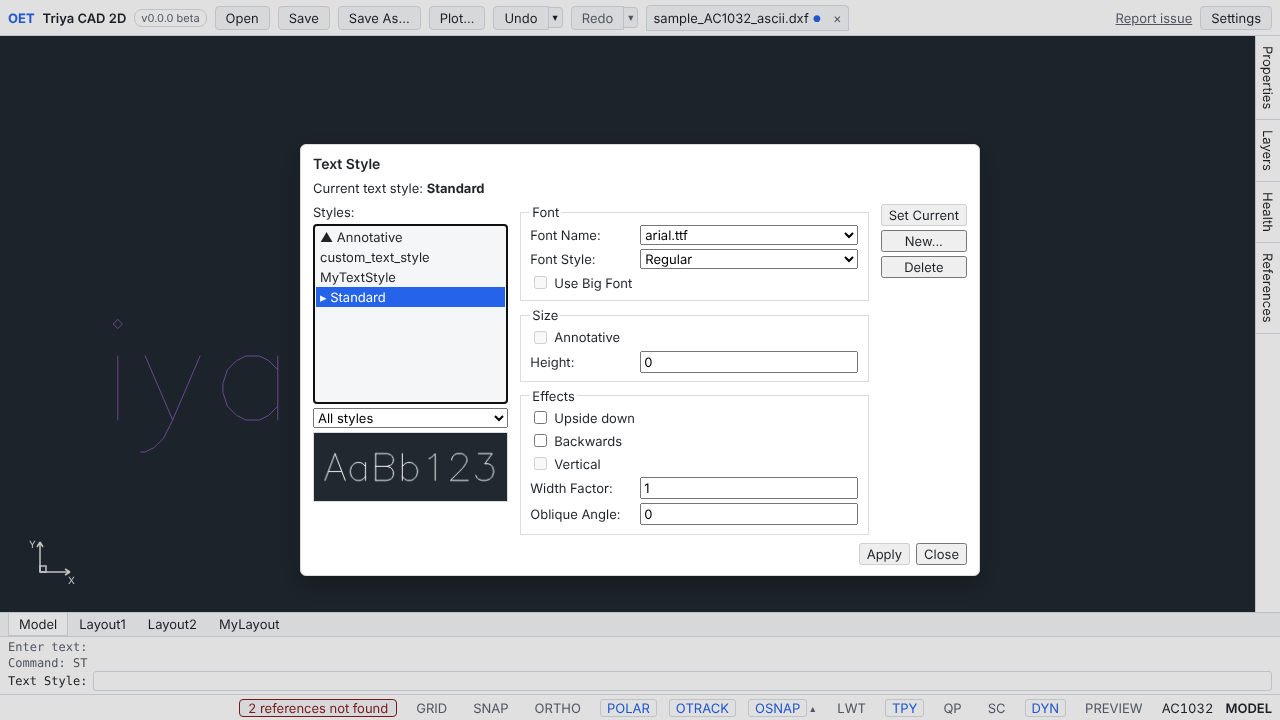 OET Triya CAD 2D v0.0.0 beta Open Save Save As... Plot... Undo ▾ Redo ▾ sample_AC1032_ascii.dxf ● × Report issue Settings
Properties
Layers
Health
References
Text Style
Current text style: Standard
Styles:
▲ Annotative
custom_text_style
MyTextStyle
▸ Standard
All styles
AaBb123
Font
Font Name: arial.ttf
Font Style: Regular
Use Big Font
Size
Annotative
Height: 0
Effects
Upside down
Backwards
Vertical
Width Factor: 1
Oblique Angle: 0
Set Current
New...
Delete
Apply Close
iya
Y
X
Model Layout1 Layout2 MyLayout
Enter text:
Command: ST
Text Style:
2 references not found GRID SNAP ORTHO POLAR OTRACK OSNAP ▴ LWT TPY QP SC DYN PREVIEW AC1032 MODEL